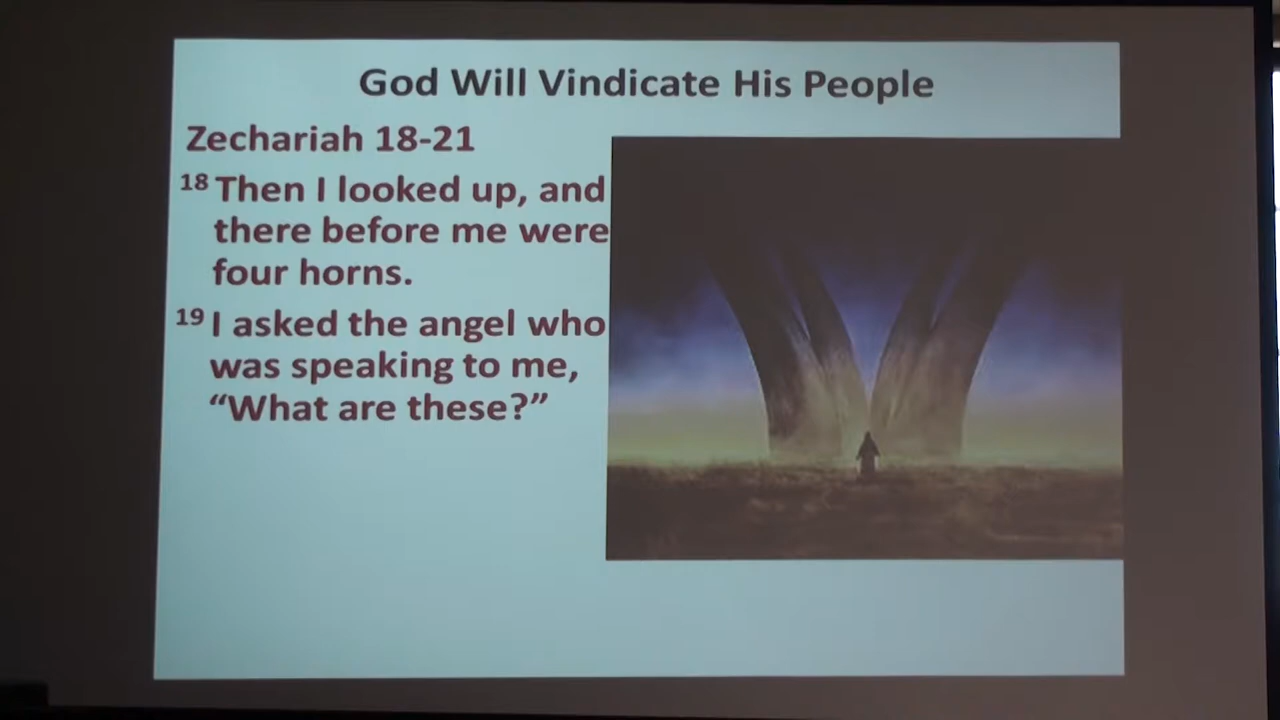 God Will Vindicate His People
Zechariah 18-21
18 Then I looked up, and
there before me were
four horns.
19 I asked the angel who
was speaking to me,
“What are these?”